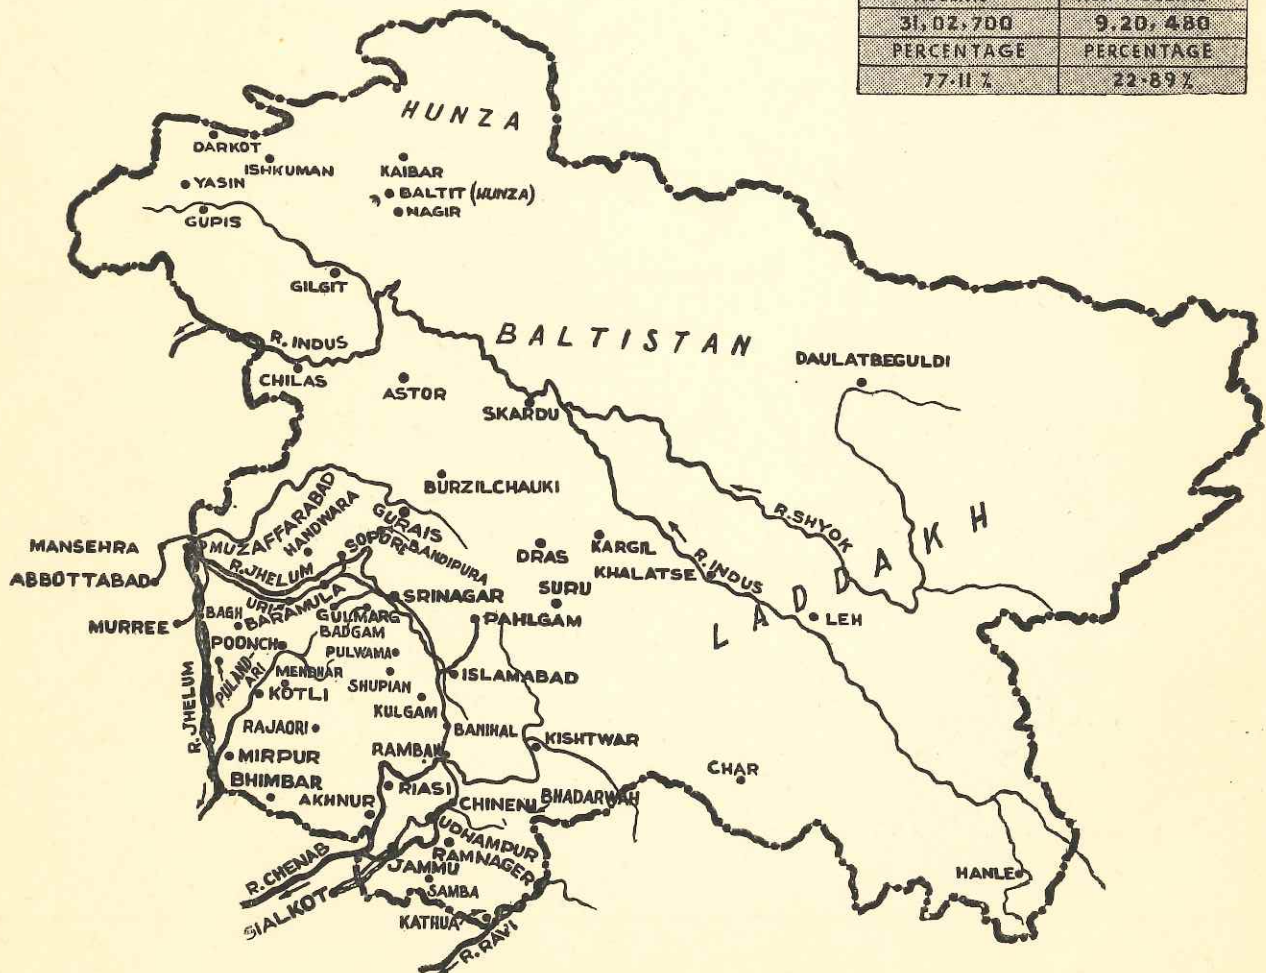 31,02,700 9,20,480
PERCENTAGE PERCENTAGE
77.11 % 22.89 %
HUNZA
DARKOT
ISHKUMAN
KAIBAR
YASIN
BALTIT (HUNZA)
NAGIR
GUPIS
GILGIT
R. INDUS
BALTISTAN
DAULATBEGULDI
CHILAS
ASTOR
SKARDU
BURZILCHAUKI
MUZAFFARABAD
HANDWARA
GURAIS
BANDIPURA
SOPORE
R.SHYOK
MANSEHRA
ABBOTTABAD
R.JHELUM
DRAS
KARGIL
KHALATSE
R.INDUS
LADDAKH
SURU
URI
BARAMULA
SRINAGAR
BAGH
GULMARG
PAHLGAM
LEH
MURREE
POONCH
BADGAM
PULWAMA
PULAND-
ARI
MENDHAR
SHUPIAN
ISLAMABAD
KOTLI
KULGAM
R.JHELUM
RAJAORI
BANIHAL
KISHTWAR
MIRPUR
RAMBAN
BHIMBAR
RIASI
CHAR
AKHNUR
CHINENI
BHADARWAH
UDHAMPUR
RAMNAGER
R.CHENAB
JAMMU
HANLE
SIALKOT
SAMBA
KATHUA
R.RAVI